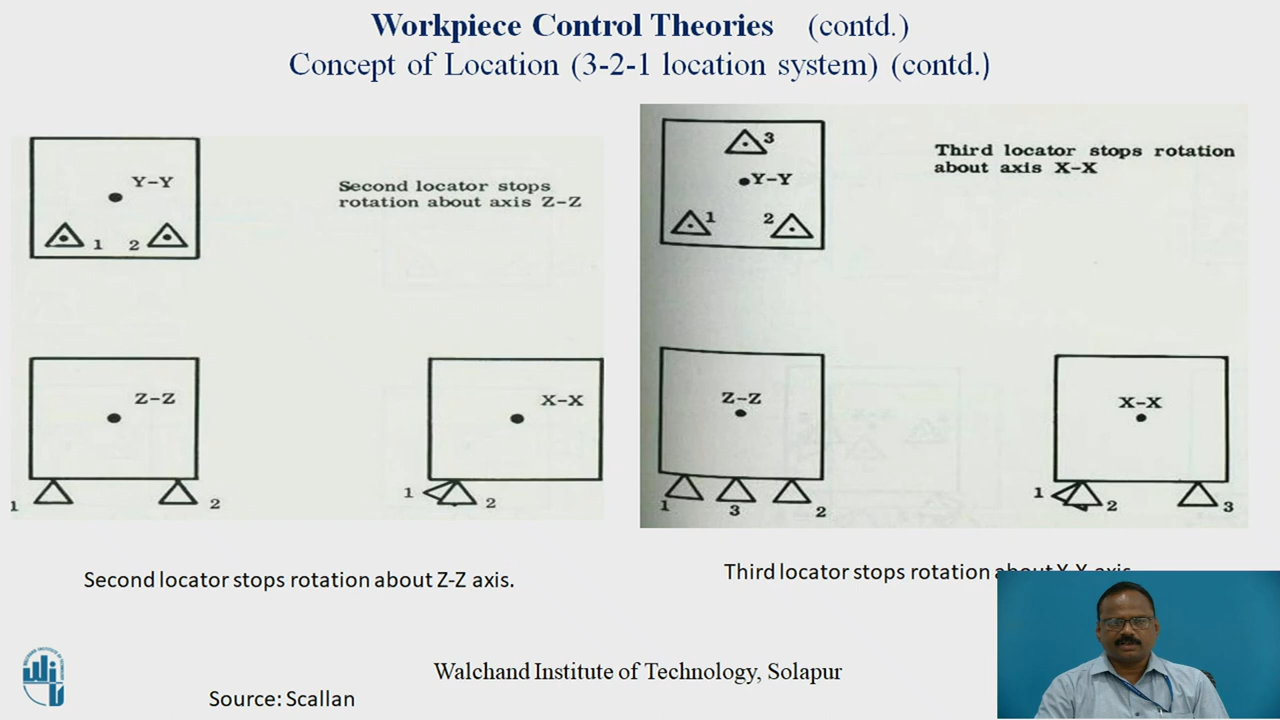 Workpiece Control Theories (contd.)
Concept of Location (3-2-1 location system) (contd.)
Y-Y
1 2
Second locator stops
rotation about axis Z-Z
Z-Z
1 2
X-X
1 2
3
Y-Y
1 2
Third locator stops rotation
about axis X-X
Z-Z
1 3 2
X-X
1 2 3
Second locator stops rotation about Z-Z axis.
Third locator stops rotation about X-X axis
Walchand Institute of Technology, Solapur
Source: Scallan